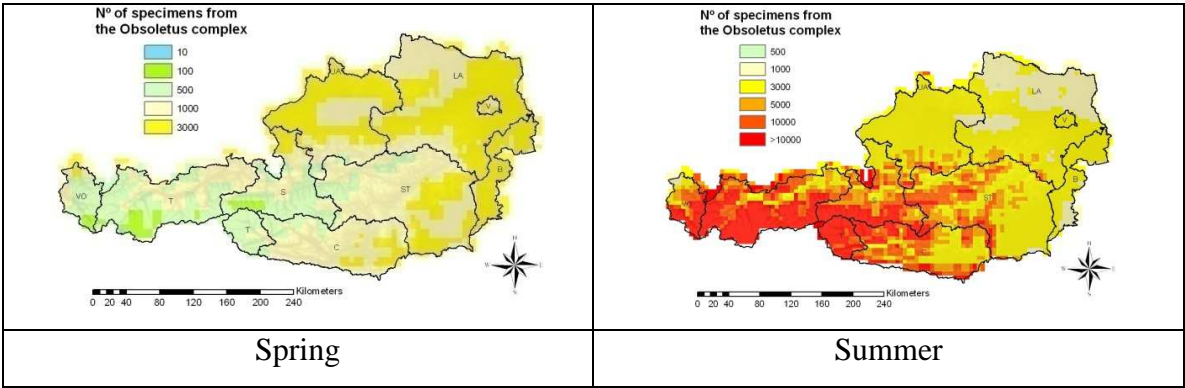 Nº of specimens from
the Obsoletus complex
10
100
500
1000
3000
UA
LA
V
B
VO
T
S
ST
T
C
N
W
E
S
Kilometers
0 20 40 80 120 160 200 240
Spring
Nº of specimens from
the Obsoletus complex
500
1000
3000
5000
10000
>10000
UA
LA
V
B
ST
Kilometers
0 20 40 80 120 160 200 240
Summer